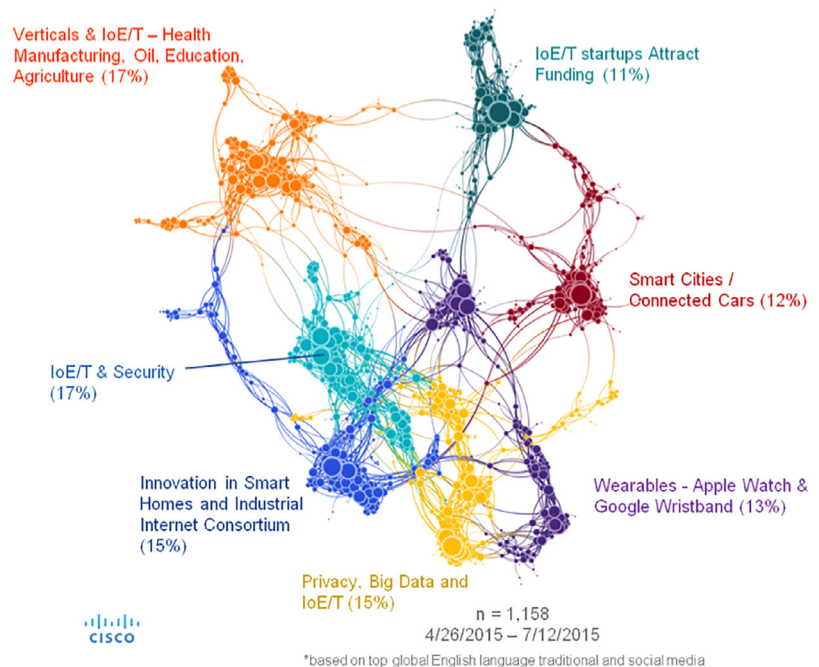 Verticals & IoE/T – Health
Manufacturing, Oil, Education,
Agriculture (17%)
IoE/T startups Attract
Funding (11%)
Smart Cities /
Connected Cars (12%)
IoE/T & Security
(17%)
Innovation in Smart
Homes and Industrial
Internet Consortium
(15%)
Wearables - Apple Watch &
Google Wristband (13%)
Privacy, Big Data and
IoE/T (15%)
n = 1,158
4/26/2015 – 7/12/2015
CISCO
*based on top global English language traditional and social media